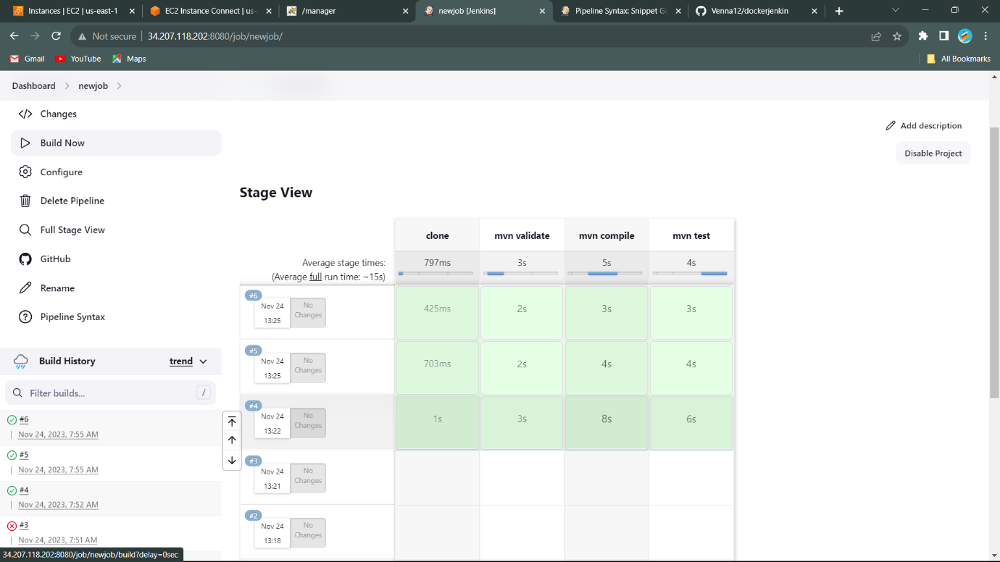 Instances | EC2 | us-east-1
EC2 Instance Connect | us-
/manager
newjob [Jenkins]
Pipeline Syntax: Snippet Ge
Venna12/dockerjenkin
Not secure
34.207.118.202:8080/job/newjob/
Gmail
YouTube
Maps
All Bookmarks
Dashboard
newjob
Changes
Build Now
Configure
Delete Pipeline
Full Stage View
GitHub
Rename
Pipeline Syntax
Build History
trend
Filter builds...
/
#6
Nov 24, 2023, 7:55 AM
#5
Nov 24, 2023, 7:55 AM
#4
Nov 24, 2023, 7:52 AM
#3
Nov 24, 2023, 7:51 AM
34.207.118.202:8080/job/newjob/build?delay=0sec
Add description
Disable Project
Stage View
clone mvn validate mvn compile mvn test
Average stage times: 797ms 3s 5s 4s
(Average full run time: ~15s)
#6
Nov 24
13:25
No
Changes
425ms 2s 3s 3s
#5
Nov 24
13:25
No
Changes
703ms 2s 4s 4s
#4
Nov 24
13:22
No
Changes
1s 3s 8s 6s
#3
Nov 24
13:21
No
Changes
#2
Nov 24
13:18
No
Changes